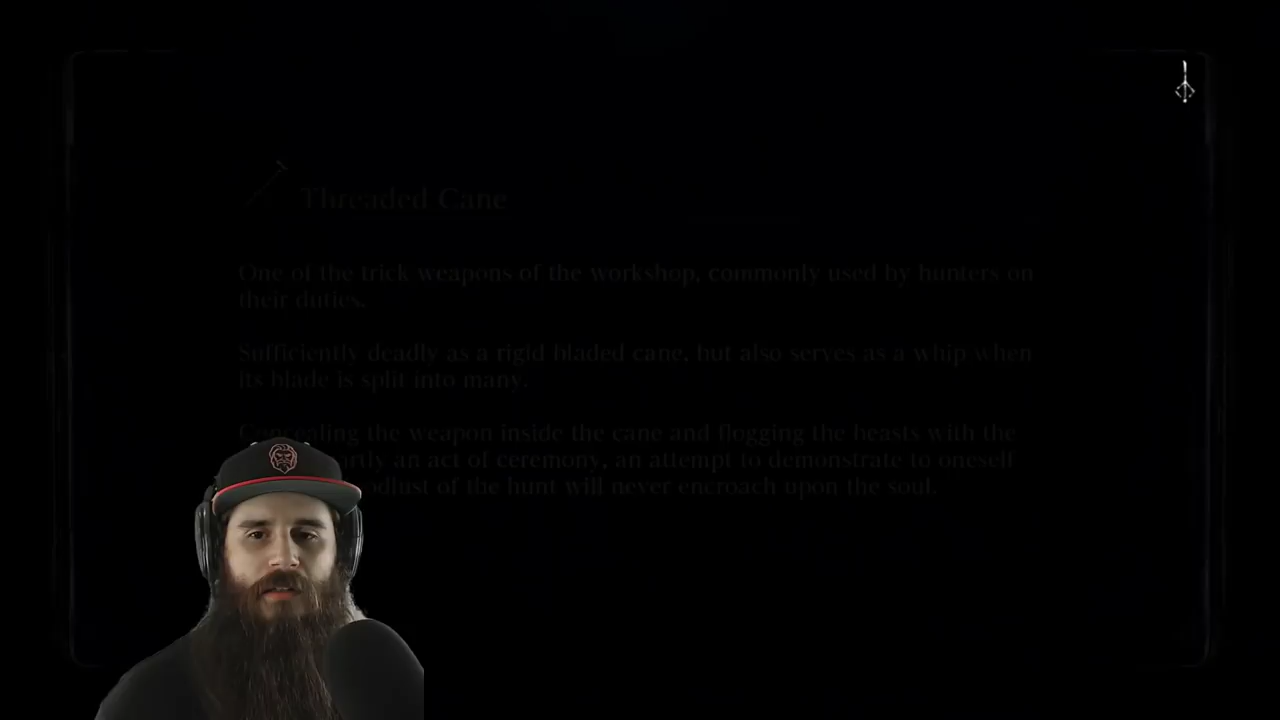 Threaded Cane
One of the trick weapons of the workshop, commonly used by hunters on
their duties.
Sufficiently deadly as a rigid bladed cane, but also serves as a whip when
its blade is split into many.
Concealing the weapon inside the cane and flogging the beasts with the
partly an act of ceremony, an attempt to demonstrate to oneself
of the hunt will never encroach upon the soul.